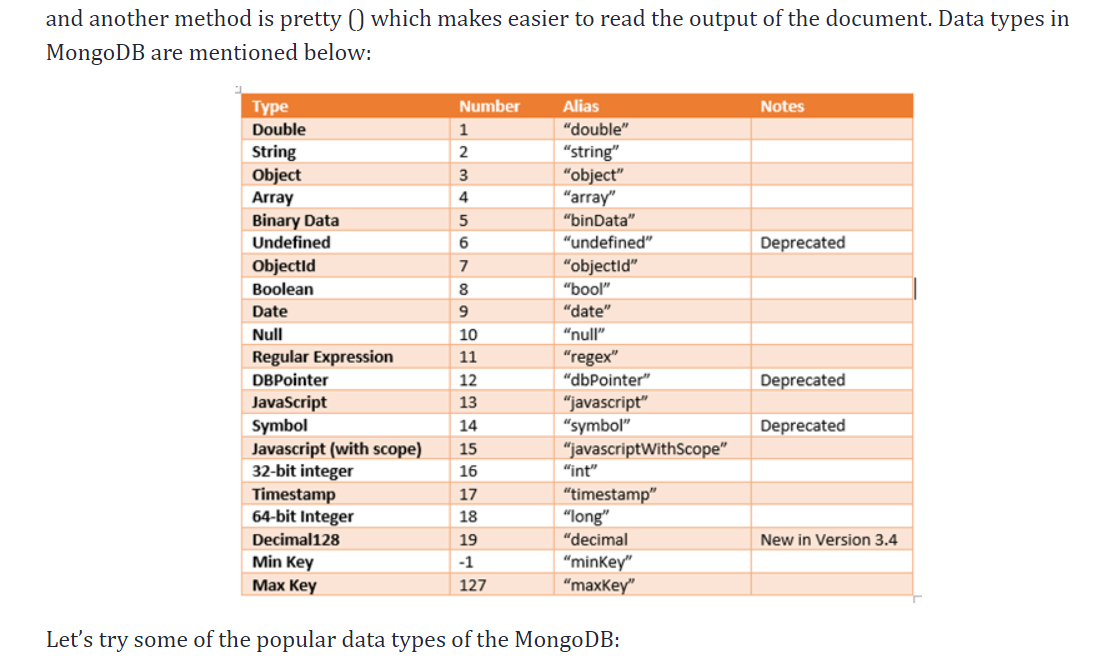 and another method is pretty () which makes easier to read the output of the document. Data types in
MongoDB are mentioned below:
Type Number Alias Notes
Double 1 “double”
String 2 “string”
Object 3 “object”
Array 4 “array”
Binary Data 5 “binData”
Undefined 6 “undefined” Deprecated
ObjectId 7 “objectId”
Boolean 8 “bool”
Date 9 “date”
Null 10 “null”
Regular Expression 11 “regex”
DBPointer 12 “dbPointer” Deprecated
JavaScript 13 “javascript”
Symbol 14 “symbol” Deprecated
Javascript (with scope) 15 “javascriptWithScope”
32-bit integer 16 “int”
Timestamp 17 “timestamp”
64-bit Integer 18 “long”
Decimal128 19 “decimal New in Version 3.4
Min Key -1 “minKey”
Max Key 127 “maxKey”
Let’s try some of the popular data types of the MongoDB: